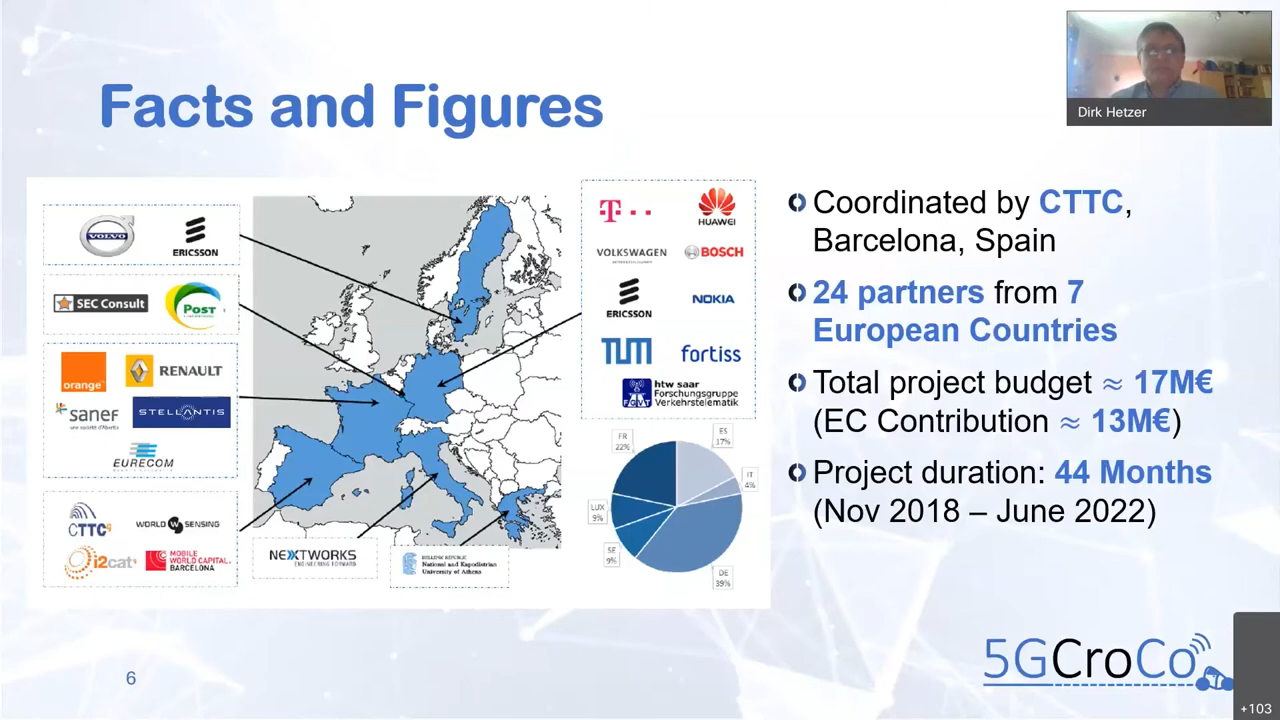 Facts and Figures
Dirk Hetzer
VOLVO
ERICSSON
SEC Consult
POST
orange
RENAULT
sanef
STELLANTIS
EURECOM
CTTC
WORLD SENSING
i2cat
MOBILE
WORLD CAPITAL
BARCELONA
NEXTWORKS
ENGINEERING FORWARD
HELLENIC REPUBLIC
National and Kapodistrian
University of Athens
T
HUAWEI
VOLKSWAGEN
BOSCH
ERICSSON
NOKIA
TUM
fortiss
htw saar
Forschungsgruppe
Verkehrstelematik
FGVT
FR
22%
ES
17%
IT
4%
LUX
9%
SE
9%
DE
39%
Coordinated by CTTC,
Barcelona, Spain
24 partners from 7
European Countries
Total project budget ≈ 17M€
(EC Contribution ≈ 13M€)
Project duration: 44 Months
(Nov 2018 – June 2022)
6
5GCroCo
+103